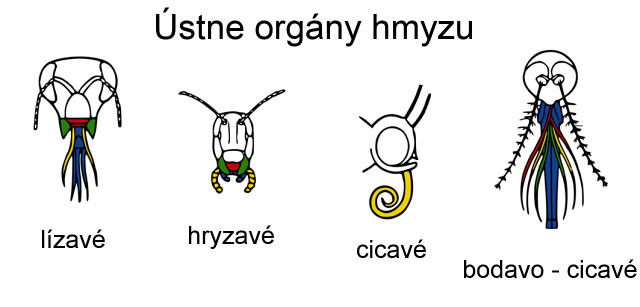 Ústne orgány hmyzu
lízavé
hryzavé
cicavé
bodavo - cicavé